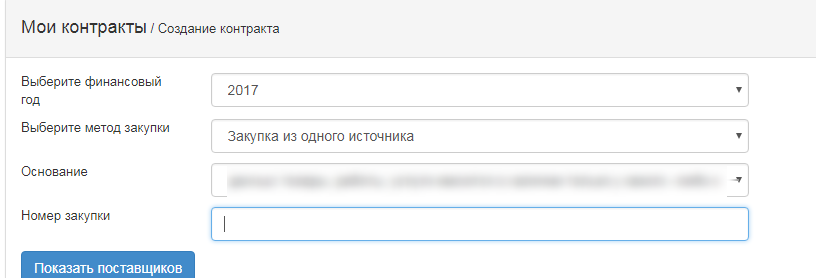 Мои контракты / Создание контракта
Выберите финансовый
год
2017
Выберите метод закупки
Закупка из одного источника
Основание
Номер закупки
Показать поставщиков